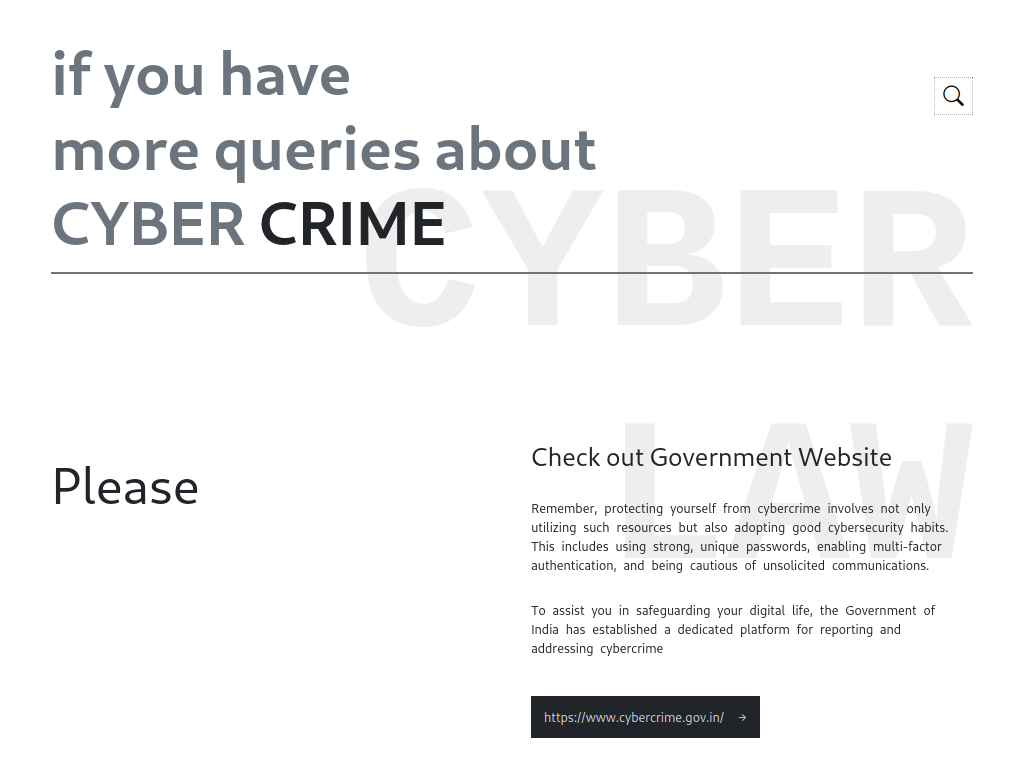 if you have
more queries about
CYBER CRIME
CYBER
LAW
Please
Check out Government Website
Remember, protecting yourself from cybercrime involves not only
utilizing such resources but also adopting good cybersecurity habits.
This includes using strong, unique passwords, enabling multi-factor
authentication, and being cautious of unsolicited communications.
To assist you in safeguarding your digital life, the Government of
India has established a dedicated platform for reporting and
addressing cybercrime
https://www.cybercrime.gov.in/ →